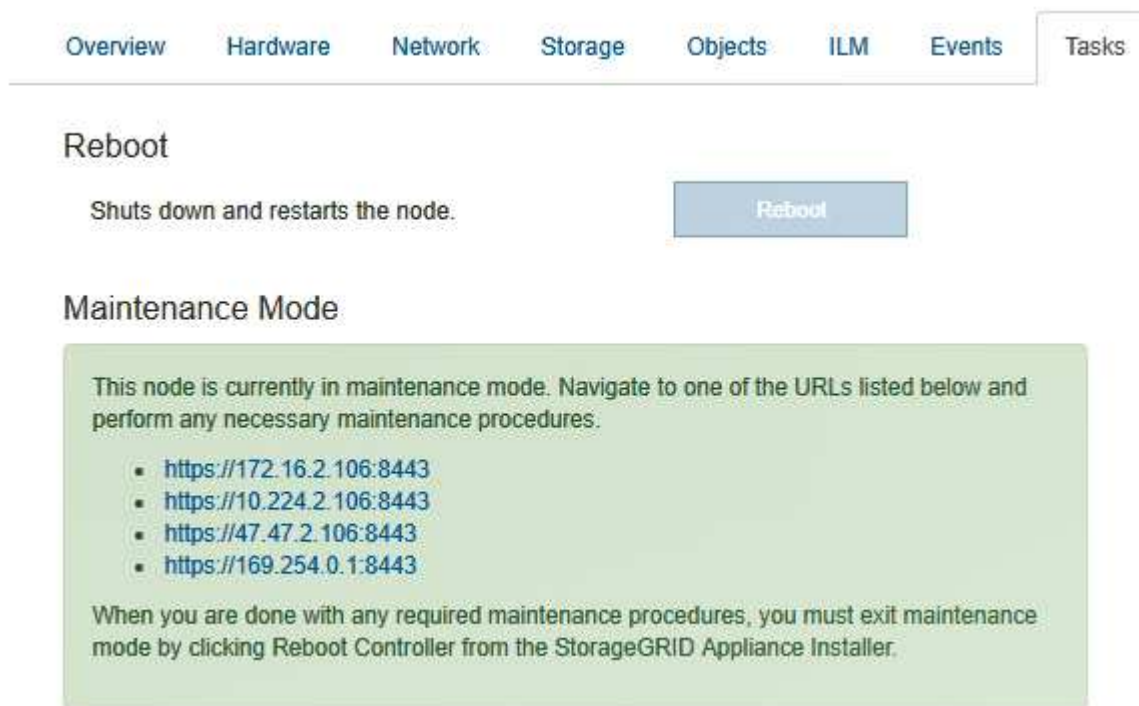 Overview Hardware Network Storage Objects ILM Events Tasks
Reboot
Shuts down and restarts the node. Reboot
Maintenance Mode
This node is currently in maintenance mode. Navigate to one of the URLs listed below and
perform any necessary maintenance procedures.
• https://172.16.2.106:8443
• https://10.224.2.106:8443
• https://47.47.2.106:8443
• https://169.254.0.1:8443
When you are done with any required maintenance procedures, you must exit maintenance
mode by clicking Reboot Controller from the StorageGRID Appliance Installer.